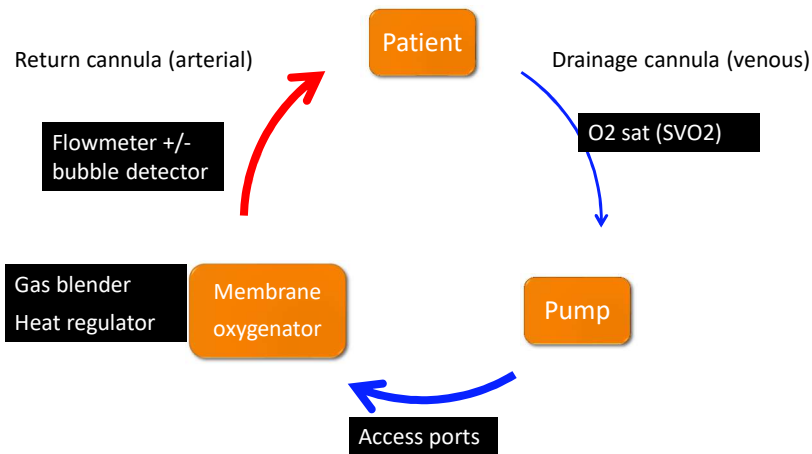 Patient
Return cannula (arterial)
Drainage cannula (venous)
Flowmeter +/-
bubble detector
O2 sat (SVO2)
Gas blender
Heat regulator
Membrane
oxygenator
Pump
Access ports